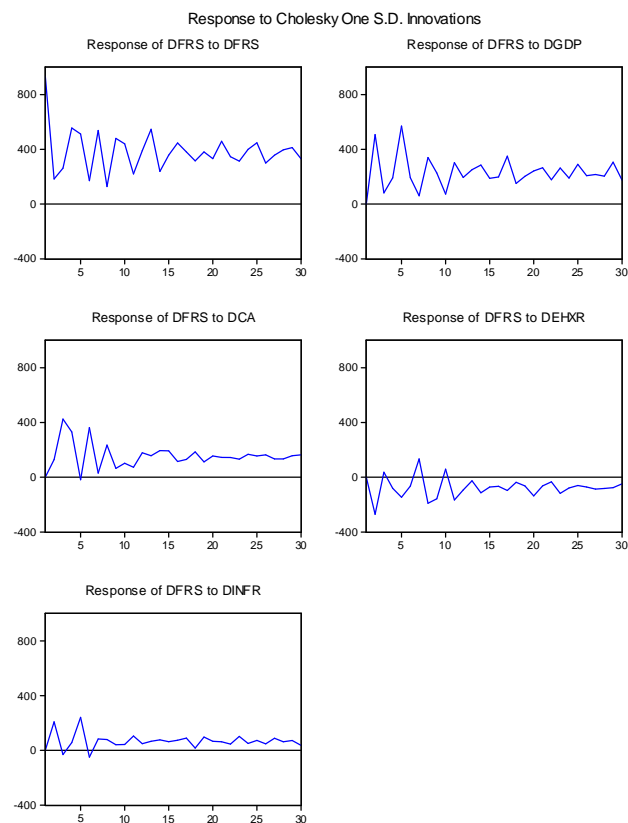 Response to Cholesky One S.D. Innovations
Response of DFRS to DFRS
800
400
0
-400
5 10 15 20 25 30
Response of DFRS to DGDP
800
400
0
-400
5 10 15 20 25 30
Response of DFRS to DCA
800
400
0
-400
5 10 15 20 25 30
Response of DFRS to DEHXR
800
400
0
-400
5 10 15 20 25 30
Response of DFRS to DINFR
800
400
0
-400
5 10 15 20 25 30